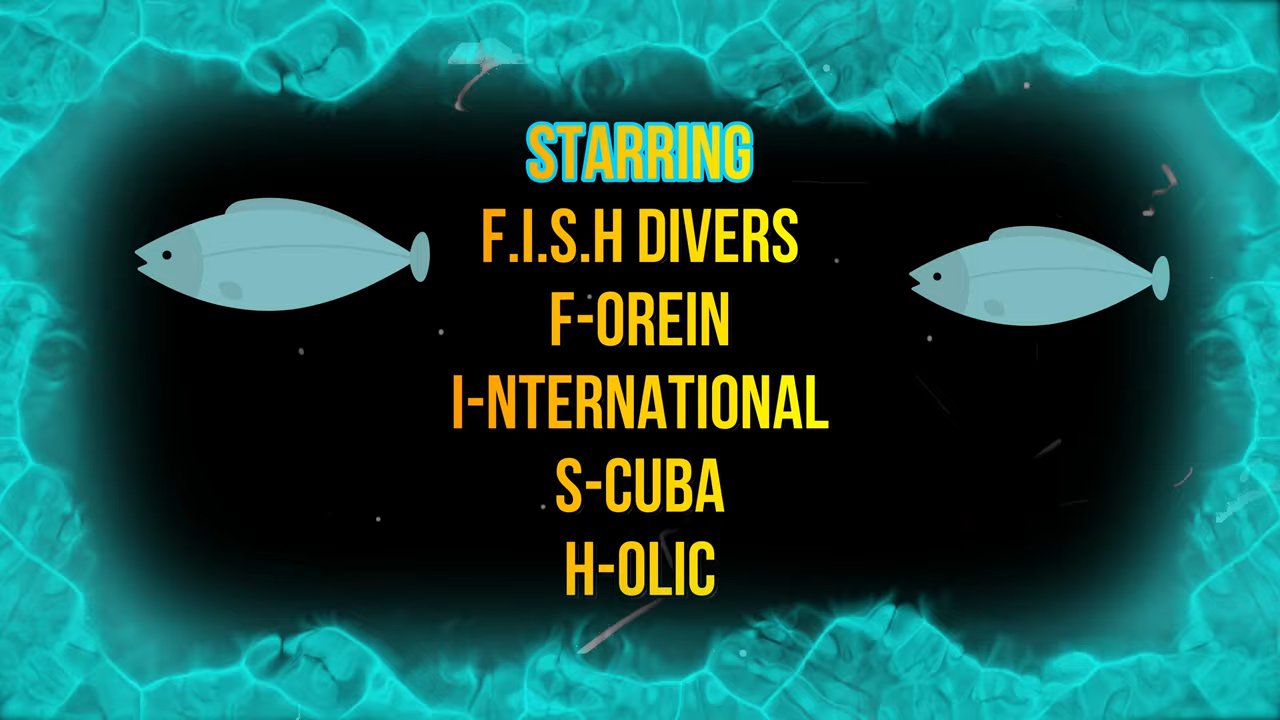 STARRING
F.I.S.H DIVERS
F-OREIN
I-NTERNATIONAL
S-CUBA
H-OLIC